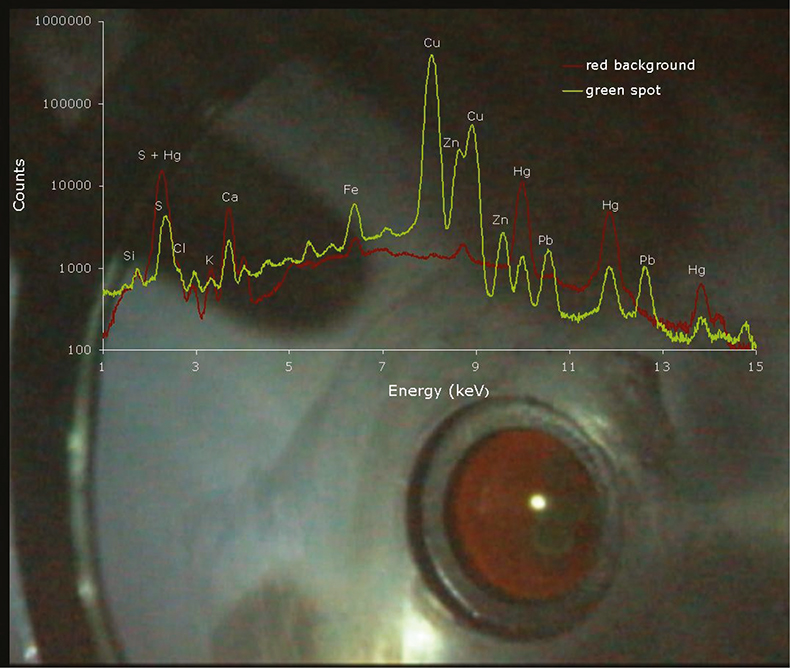 1000000
100000
10000
1000
100
Counts
1
3
5
7
9
11
13
15
Energy (keV)
red background
green spot
Si
S + Hg
S
Cl
K
Ca
Fe
Cu
Zn
Cu
Zn
Hg
Pb
Hg
Pb
Hg